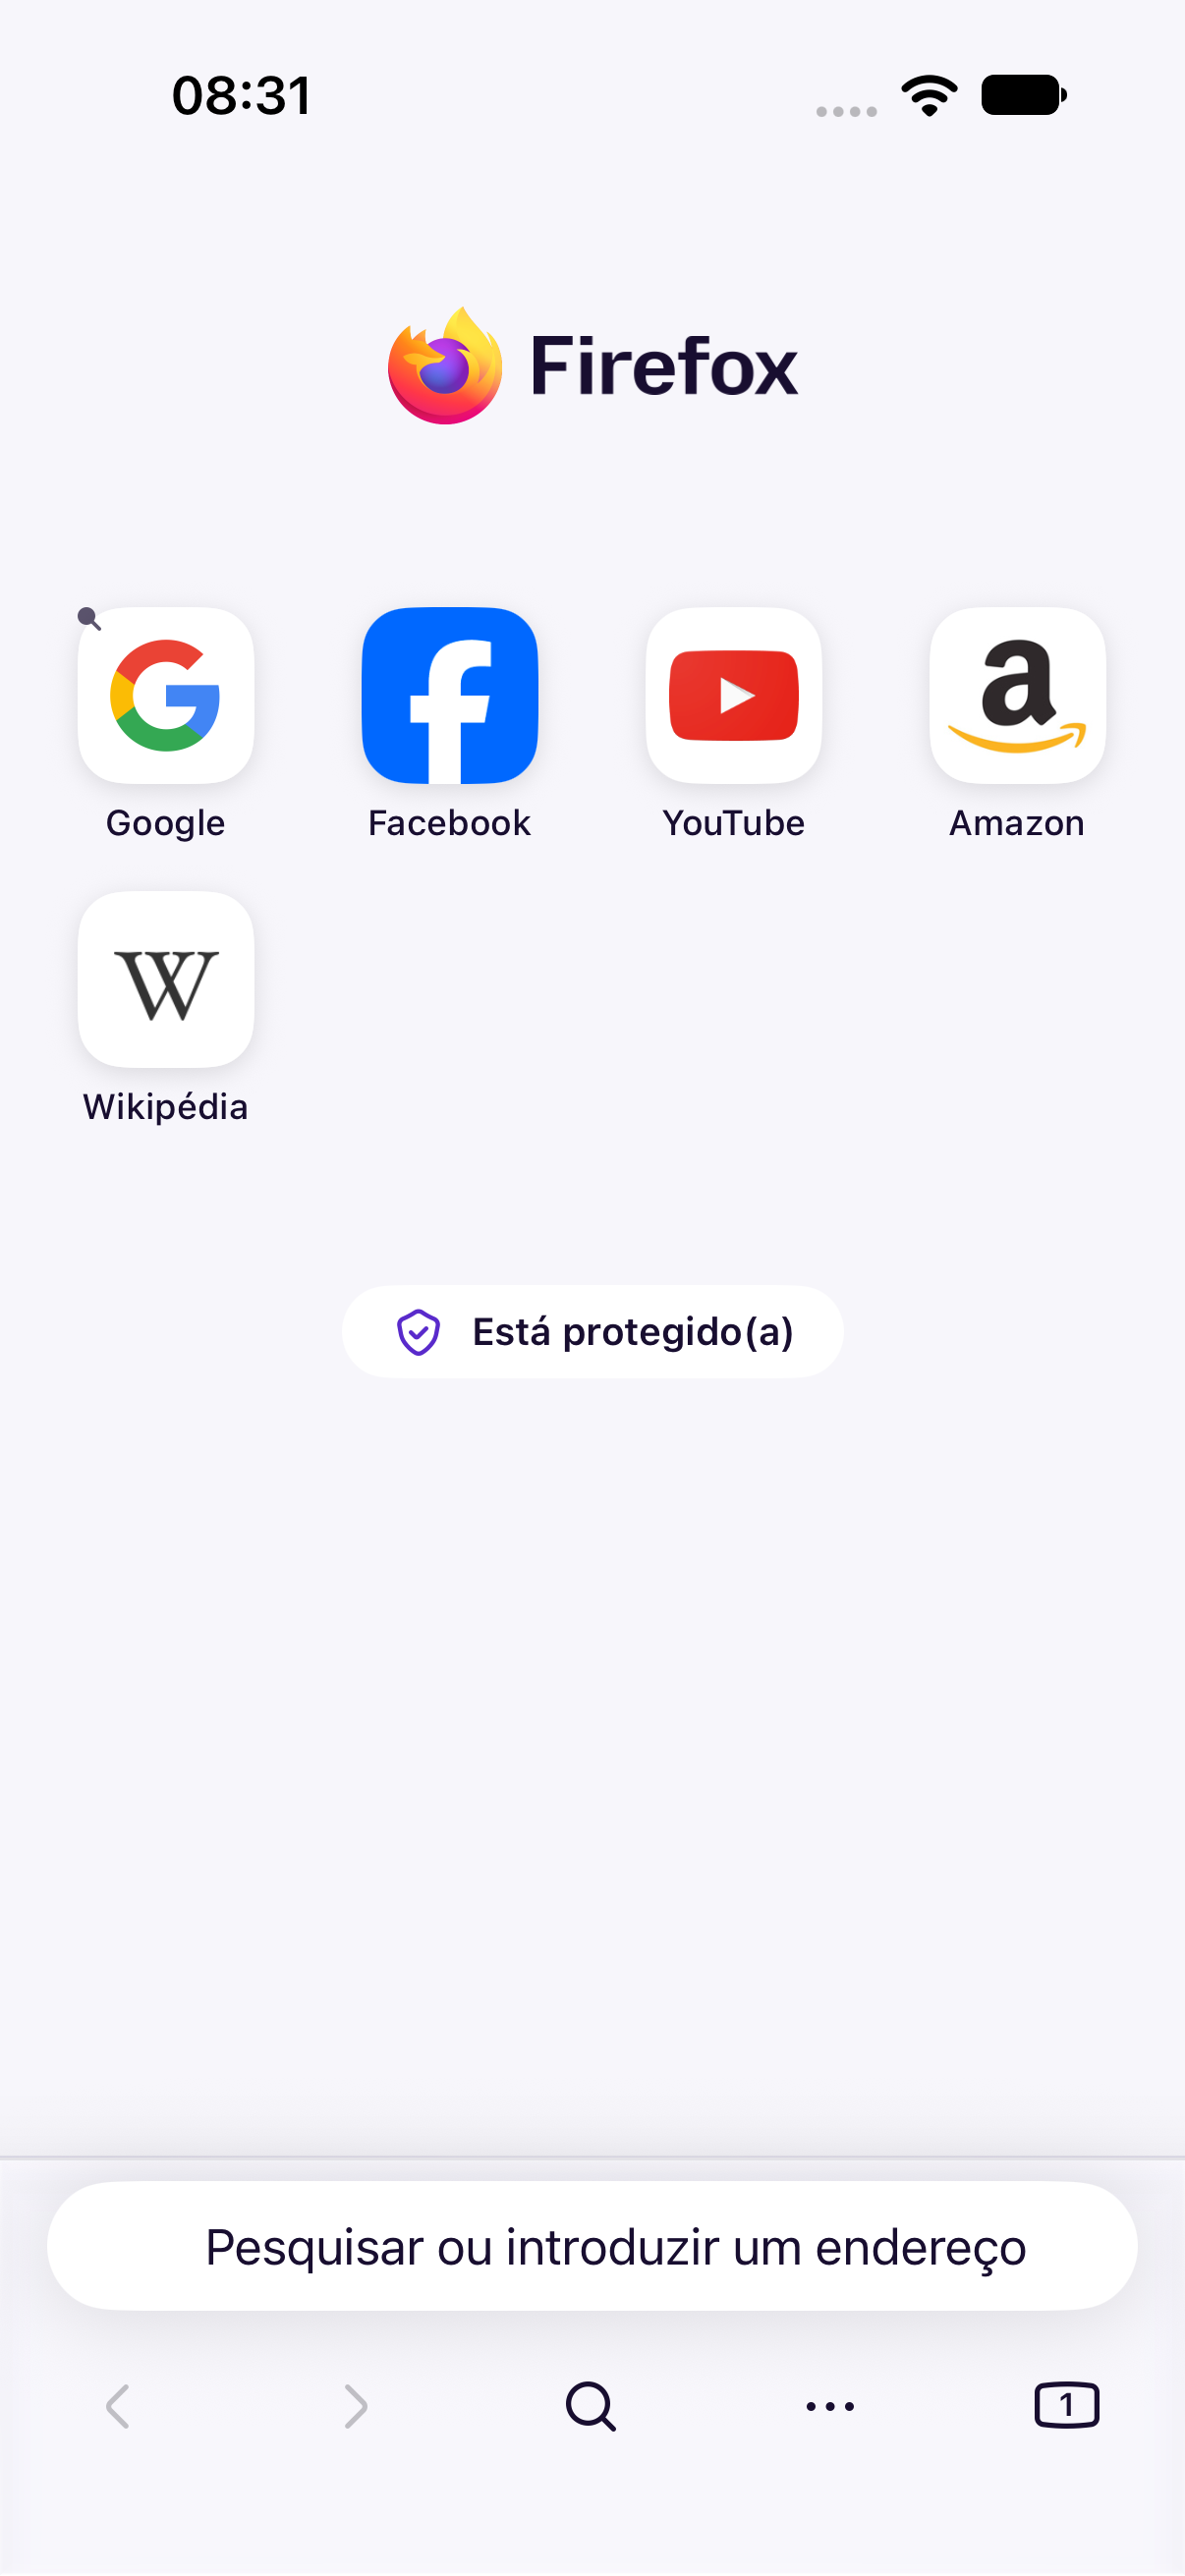 08:31
Firefox
Google
Facebook
YouTube
Amazon
Wikipédia
Está protegido(a)
Pesquisar ou introduzir um endereço
1